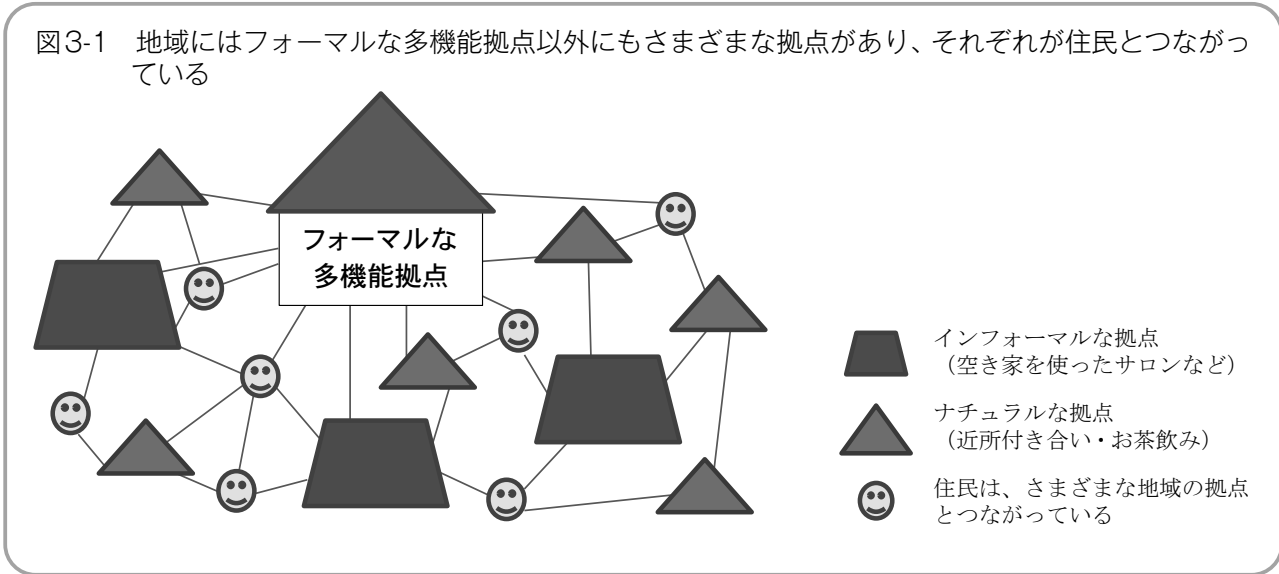 図3-1 地域にはフォーマルな多機能拠点以外にもさまざまな拠点があり、それぞれが住民とつながっ
ている
フォーマルな
多機能拠点
インフォーマルな拠点
（空き家を使ったサロンなど）
ナチュラルな拠点
（近所付き合い・お茶飲み）
住民は、さまざまな地域の拠点
とつながっている